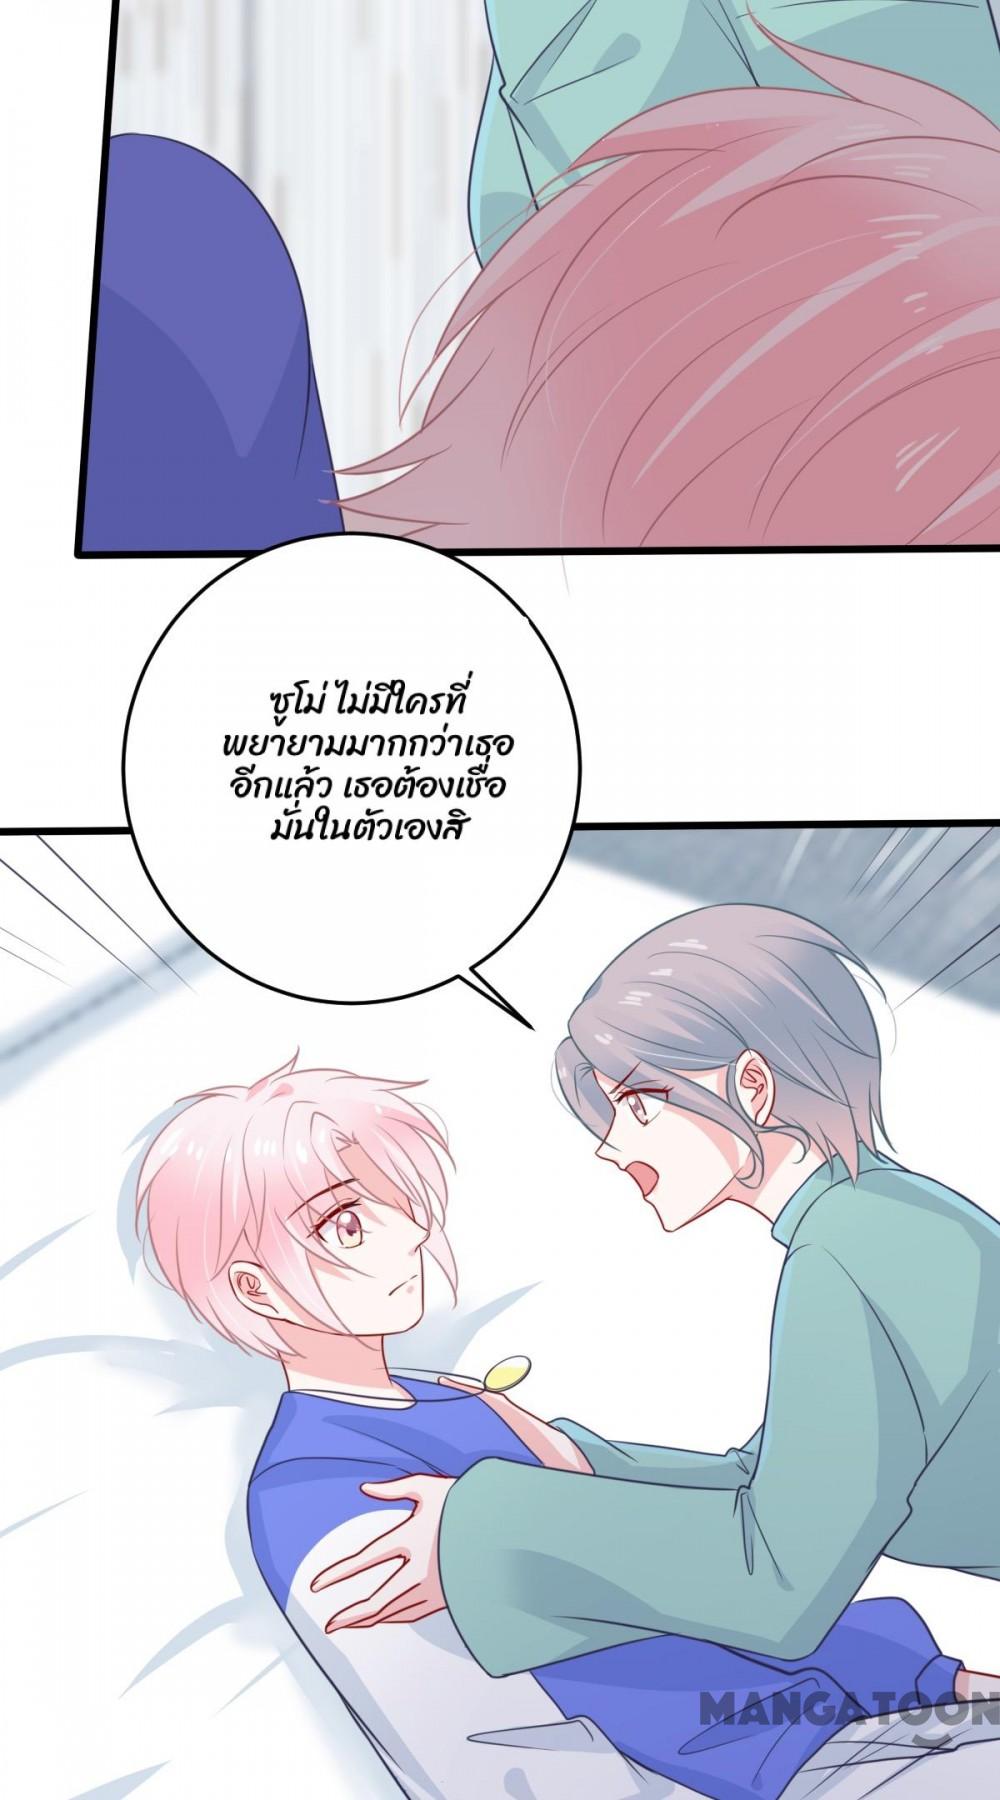 ซูโม่ ไม่มีใครที่
พยายามมากกว่าเธอ
อีกแล้ว เธอต้องเชื่อ
มั่นในตัวเองสิ
MANGATOON